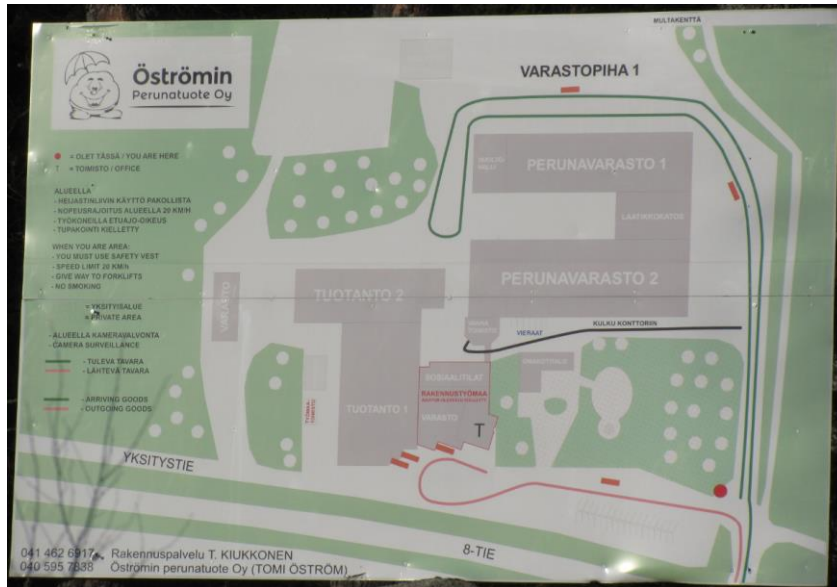 Öströmin
Perunatuote Oy
MULTAKENTTÄ
VARASTOPIHA 1
= OLET TÄSSÄ / YOU ARE HERE
T = TOIMISTO / OFFICE
ALUEELLA
- HEIJASTINLIIVIN KÄYTTÖ PAKOLLISTA
- NOPEUSRAJOITUS ALUEELLA 20 KM/H
- TYÖKONEILLA ETUAJO-OIKEUS
- TUPAKOINTI KIELLETTY
WHEN YOU ARE AREA:
- YOU MUST USE SAFETY VEST
- SPEED LIMIT 20 KM/h
- GIVE WAY TO FORKLIFTS
- NO SMOKING
= YKSITYISALUE
= PRIVATE AREA
- ALUEELLA KAMERAVALVONTA
- CAMERA SURVEILLANCE
- TULEVA TAVARA
- LÄHTEVÄ TAVARA
- ARRIVING GOODS
- OUTGOING GOODS
PERUNAVARASTO 1
LAATIKKOKATOS
PERUNAVARASTO 2
TUOTANTO 2
VARASTO
VIERAAT
KULKU KONTTORIIN
SOSIAALITILAT
RAKENNUSTYÖMAA
VARASTO
TUOTANTO 1
T
YKSITYSTIE
8-TIE
041 462 6917 Rakennuspalvelu T. KIUKKONEN
040 595 7838 Öströmin perunatuote Oy (TOMI ÖSTRÖM)